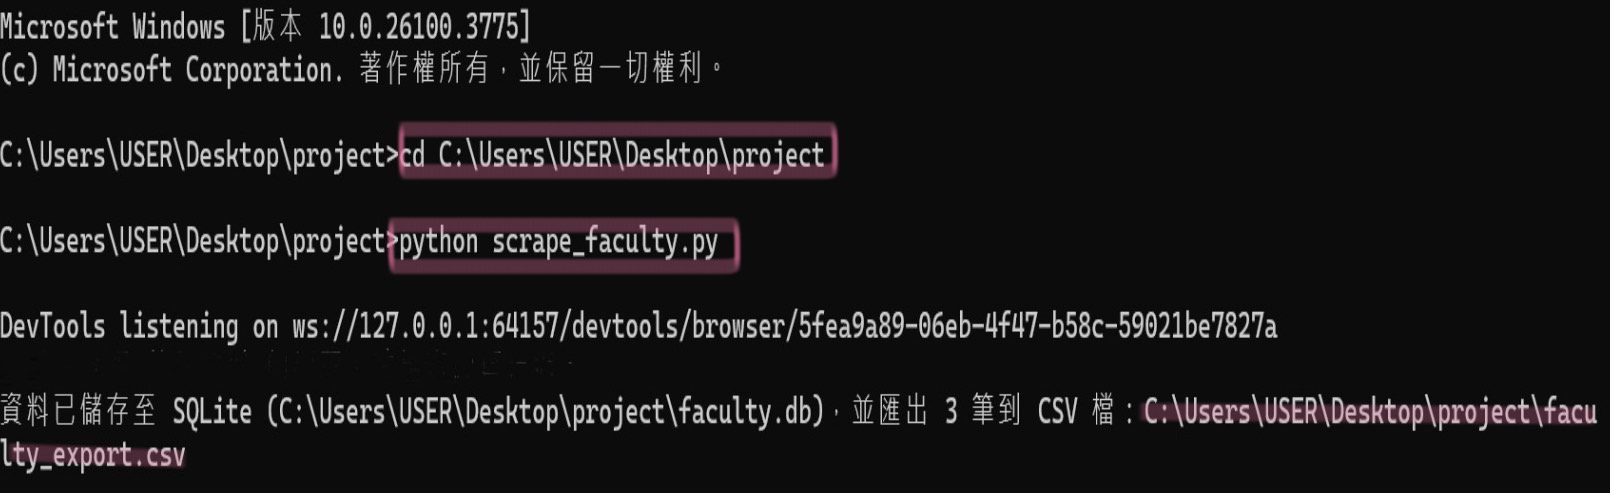 Microsoft Windows [版本 10.0.26100.3775]
(c) Microsoft Corporation. 著作權所有，並保留一切權利。
C:\Users\USER\Desktop\project>cd C:\Users\USER\Desktop\project
C:\Users\USER\Desktop\project>python scrape_faculty.py
DevTools listening on ws://127.0.0.1:64157/devtools/browser/5fea9a89-06eb-4f47-b58c-59021be7827a
資料已儲存至 SQLite (C:\Users\USER\Desktop\project\faculty.db)，並匯出 3 筆到 CSV 檔：C:\Users\USER\Desktop\project\facu
lty_export.csv